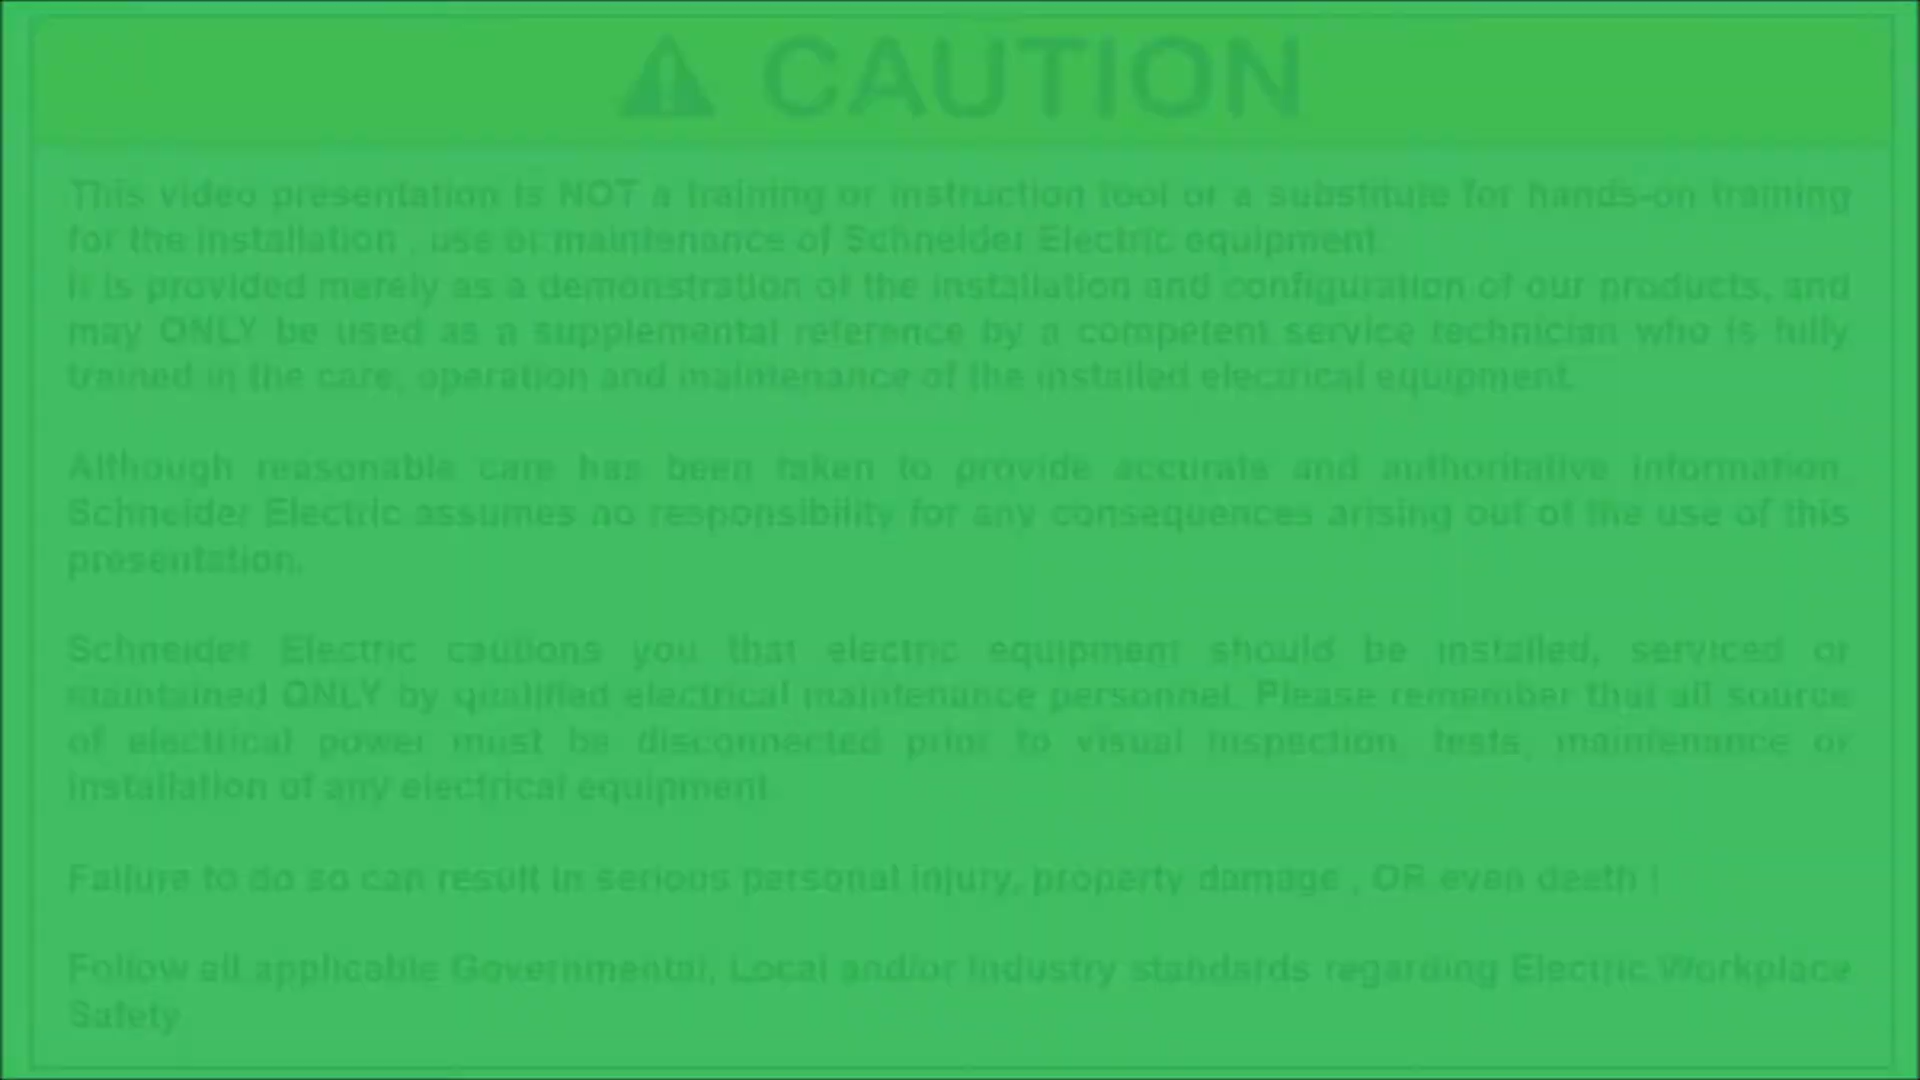 CAUTION
This video presentation is NOT a training or instruction tool or a substitute for hands-on training
for the installation , use or maintenance of Schneider Electric equipment.
It is provided merely as a demonstration of the installation and configuration of our products, and
may ONLY be used as a supplemental reference by a competent service technician who is fully
trained in the care, operation and maintenance of the installed electrical equipment.
Although reasonable care has been taken to provide accurate and authoritative information,
Schneider Electric assumes no responsibility for any consequences arising out of the use of this
presentation.
Schneider Electric cautions you that electric equipment should be installed, serviced or
maintained ONLY by qualified electrical maintenance personnel. Please remember that all source
of electrical power must be disconnected prior to visual inspection, tests, maintenance or
installation of any electrical equipment.
Failure to do so can result in serious personal injury, property damage , OR even death !
Follow all applicable Governmental, Local and/or Industry standards regarding Electric Workplace
Safety.